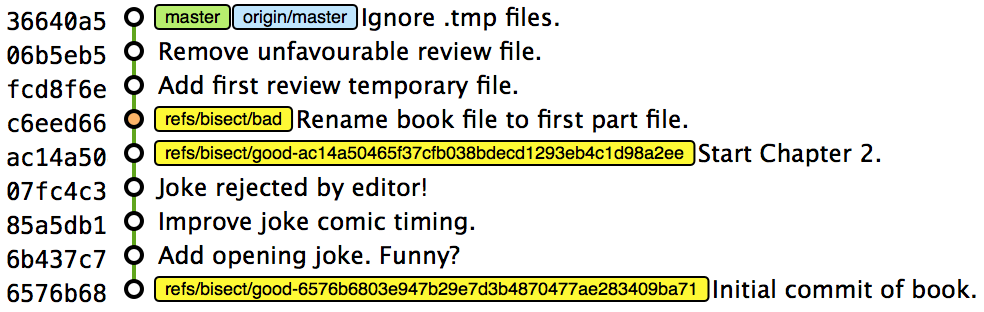 36640a5 master origin/master Ignore .tmp files.
06b5eb5 Remove unfavourable review file.
fcd8f6e Add first review temporary file.
c6eed66 refs/bisect/bad Rename book file to first part file.
ac14a50 refs/bisect/good-ac14a50465f37cfb038bdecd1293eb4c1d98a2ee Start Chapter 2.
07fc4c3 Joke rejected by editor!
85a5db1 Improve joke comic timing.
6b437c7 Add opening joke. Funny?
6576b68 refs/bisect/good-6576b6803e947b29e7d3b4870477ae283409ba71 Initial commit of book.